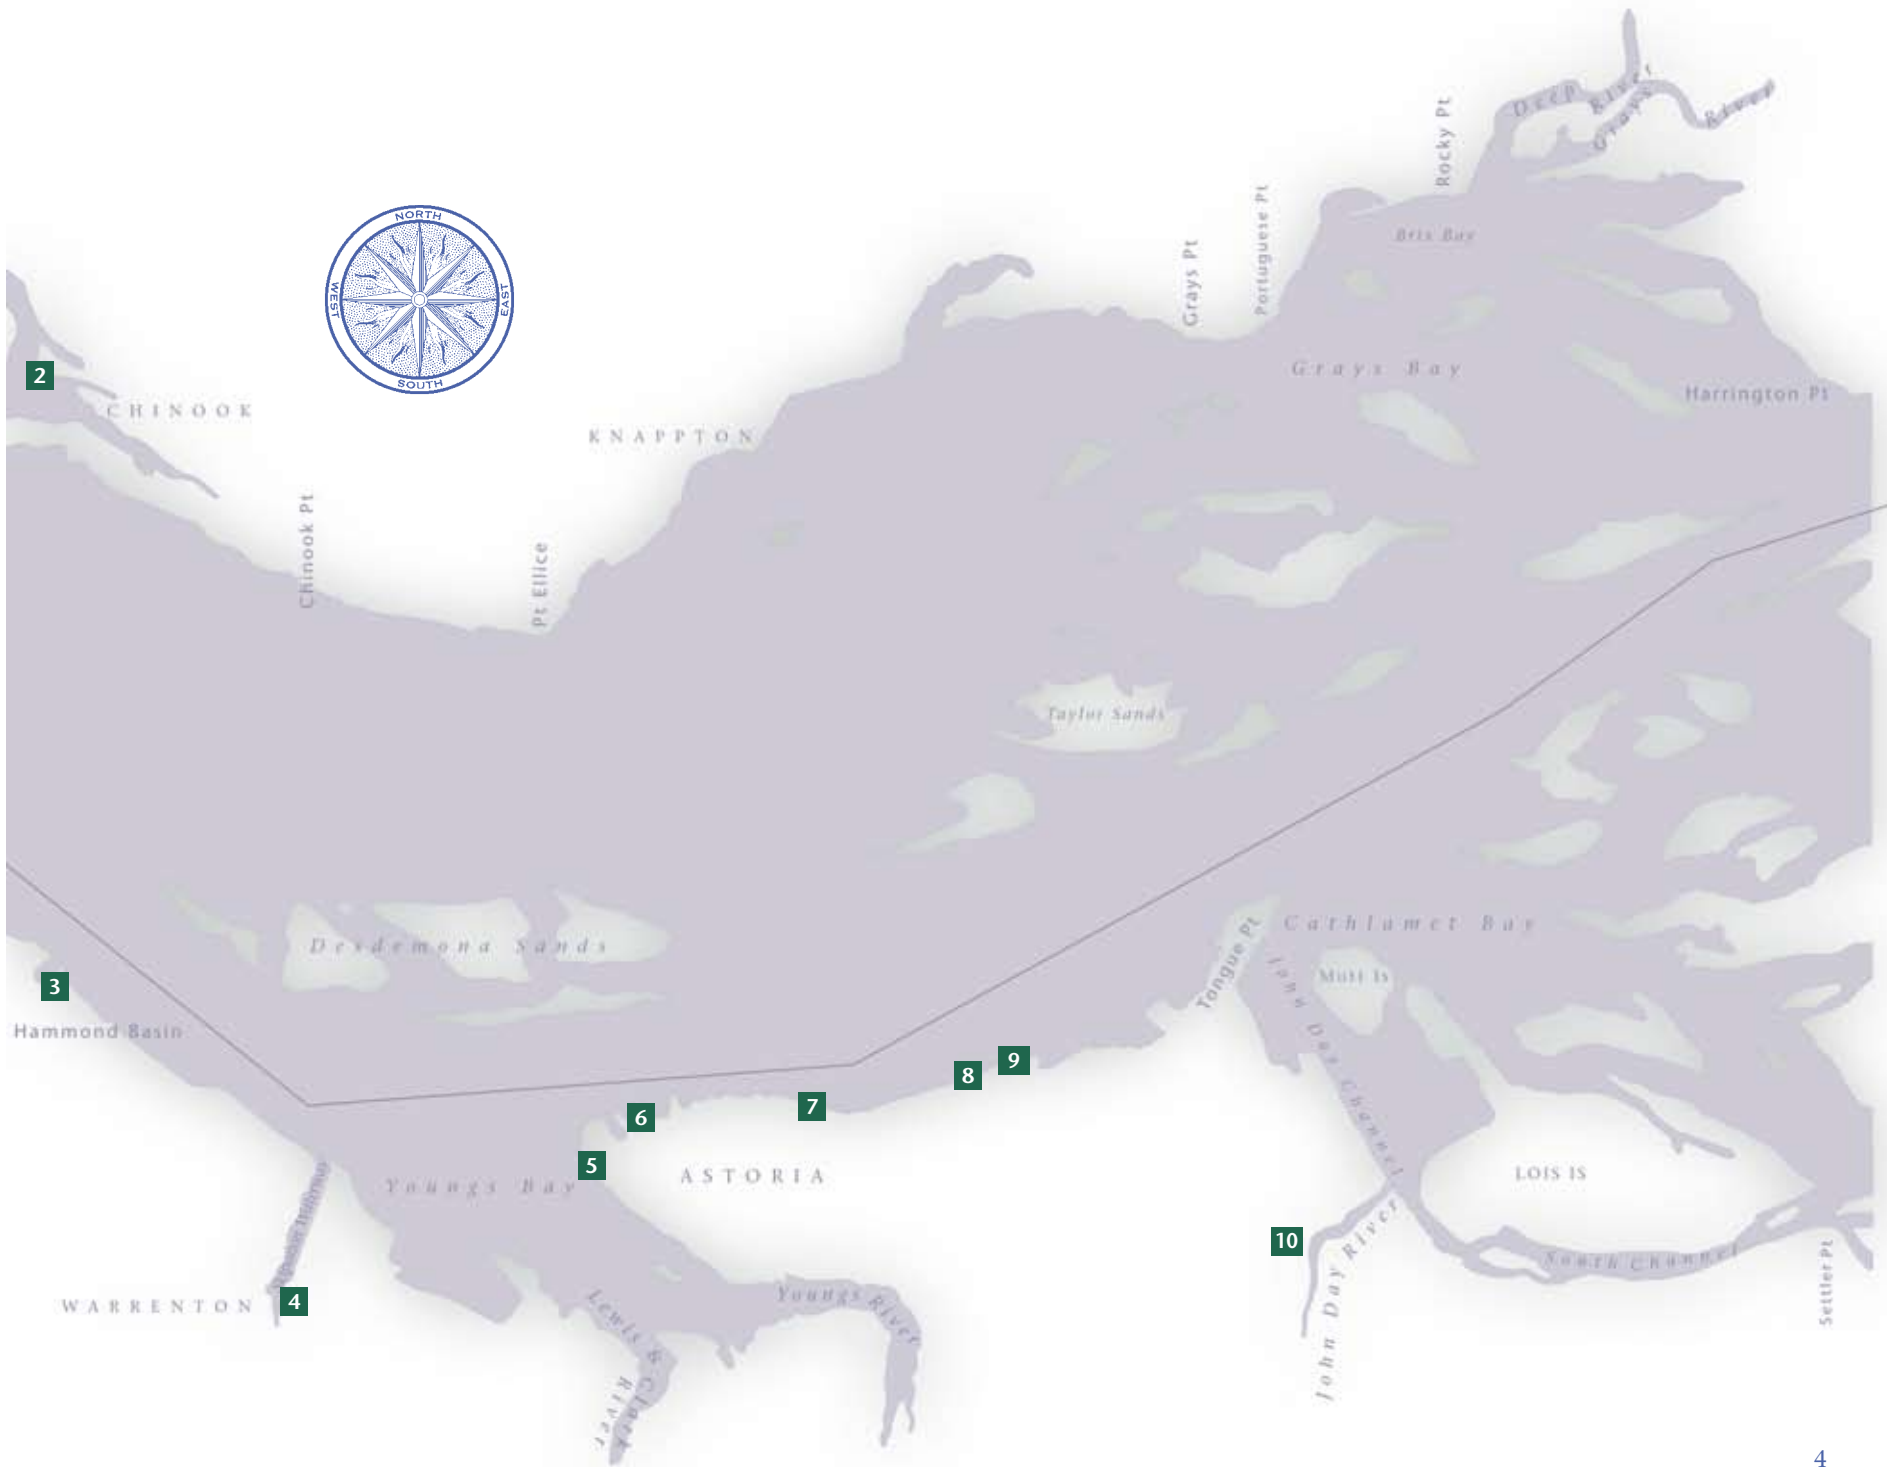 Deep River
Grays River
Rocky Pt
Portuguese Pt
Brix Bay
Grays Pt
NORTH
WEST
EAST
SOUTH
2
CHINOOK
Grays Bay
Harrington Pt
KNAPPTON
Chinook Pt
Pt Ellice
Taylor Sands
Desdemona Sands
Cathlamet Bay
Tongue Pt
Mott Is
John Day Channel
3
Hammond Basin
9
8
7
6
5
ASTORIA
Youngs Bay
LOIS IS
10
John Day River
South Channel
Settler Pt
4
WARRENTON
Youngs River
Lewis & Clark
River
4